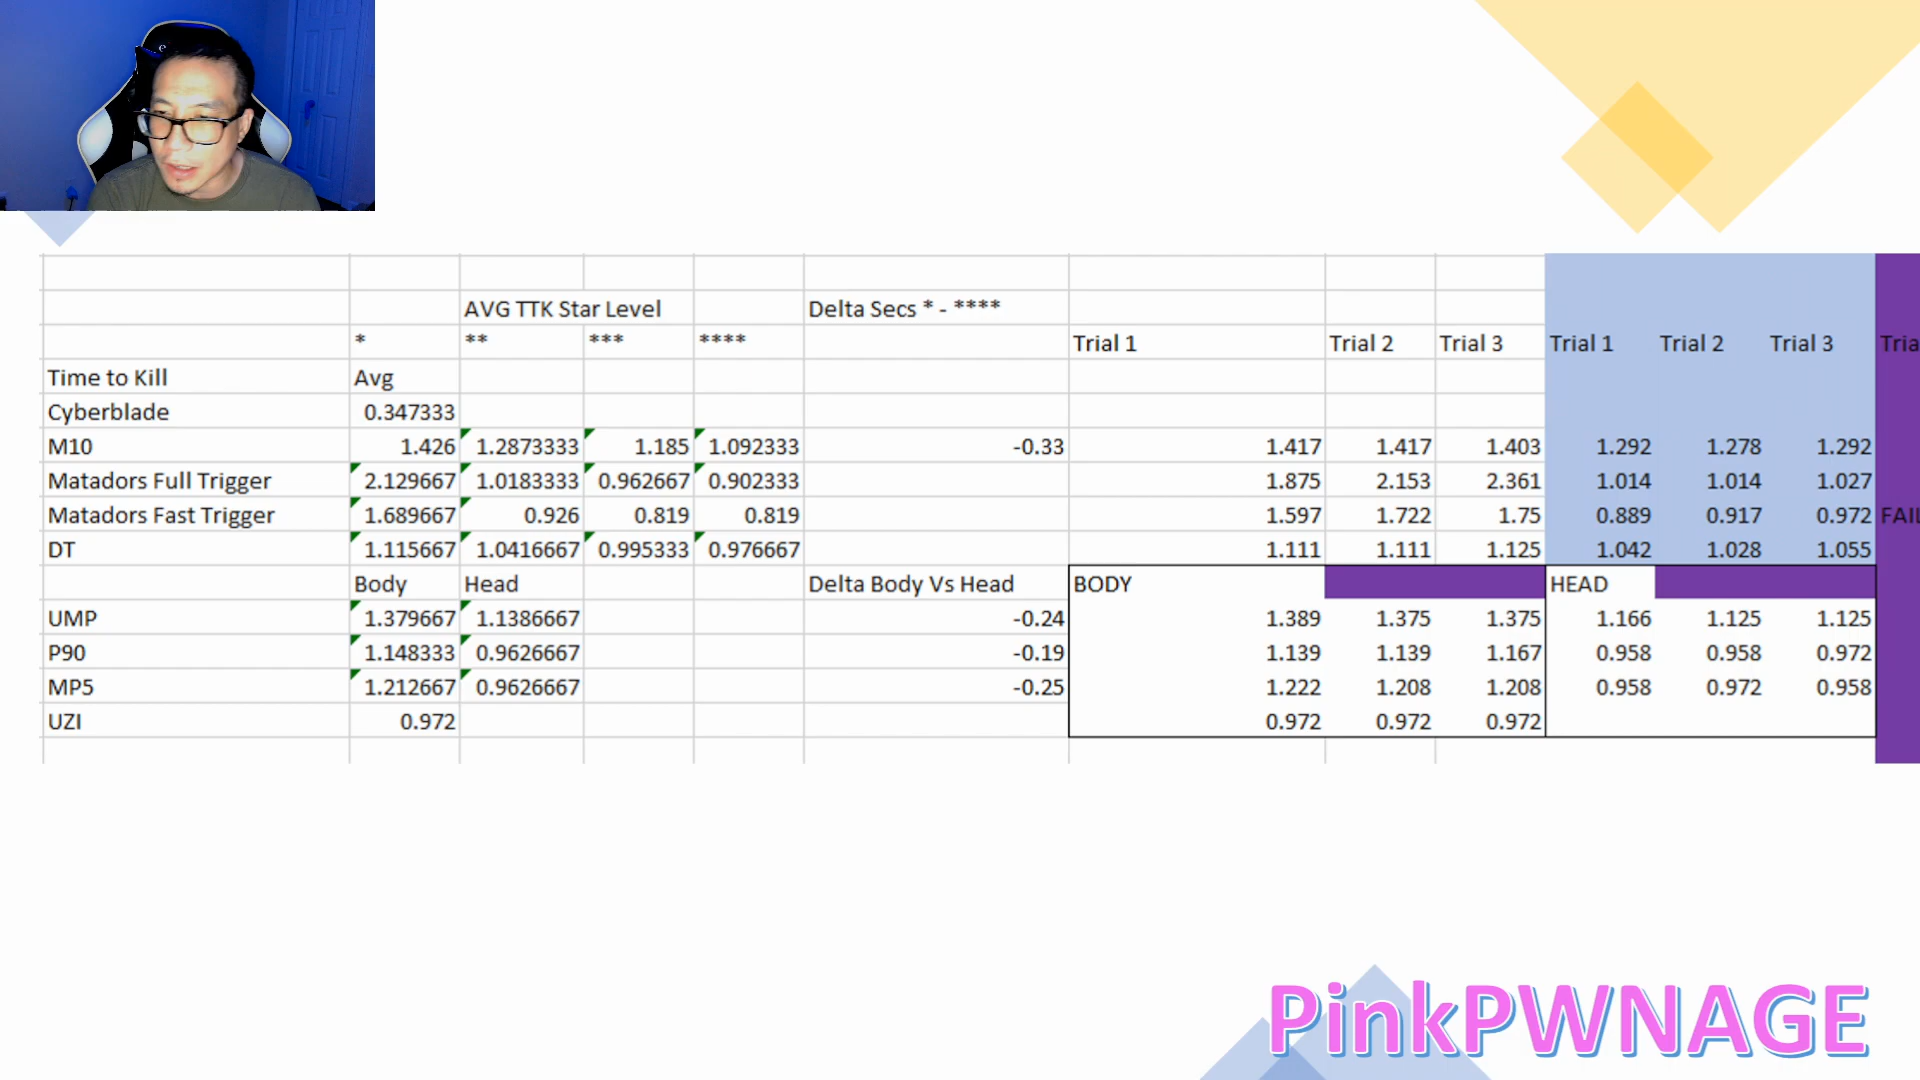 AVG TTK Star Level Delta Secs * - ****
* ** *** **** Trial 1 Trial 2 Trial 3 Trial 1 Trial 2 Trial 3 Tria
Time to Kill Avg
Cyberblade 0.347333
M10 1.426 1.2873333 1.185 1.092333 -0.33 1.417 1.417 1.403 1.292 1.278 1.292
Matadors Full Trigger 2.129667 1.0183333 0.962667 0.902333 1.875 2.153 2.361 1.014 1.014 1.027
Matadors Fast Trigger 1.689667 0.926 0.819 0.819 1.597 1.722 1.75 0.889 0.917 0.972 FAIL
DT 1.115667 1.0416667 0.995333 0.976667 1.111 1.111 1.125 1.042 1.028 1.055
Body Head Delta Body Vs Head BODY HEAD
UMP 1.379667 1.1386667 -0.24 1.389 1.375 1.375 1.166 1.125 1.125
P90 1.148333 0.9626667 -0.19 1.139 1.139 1.167 0.958 0.958 0.972
MP5 1.212667 0.9626667 -0.25 1.222 1.208 1.208 0.958 0.972 0.958
UZI 0.972 0.972 0.972 0.972
PinkPWNAGE